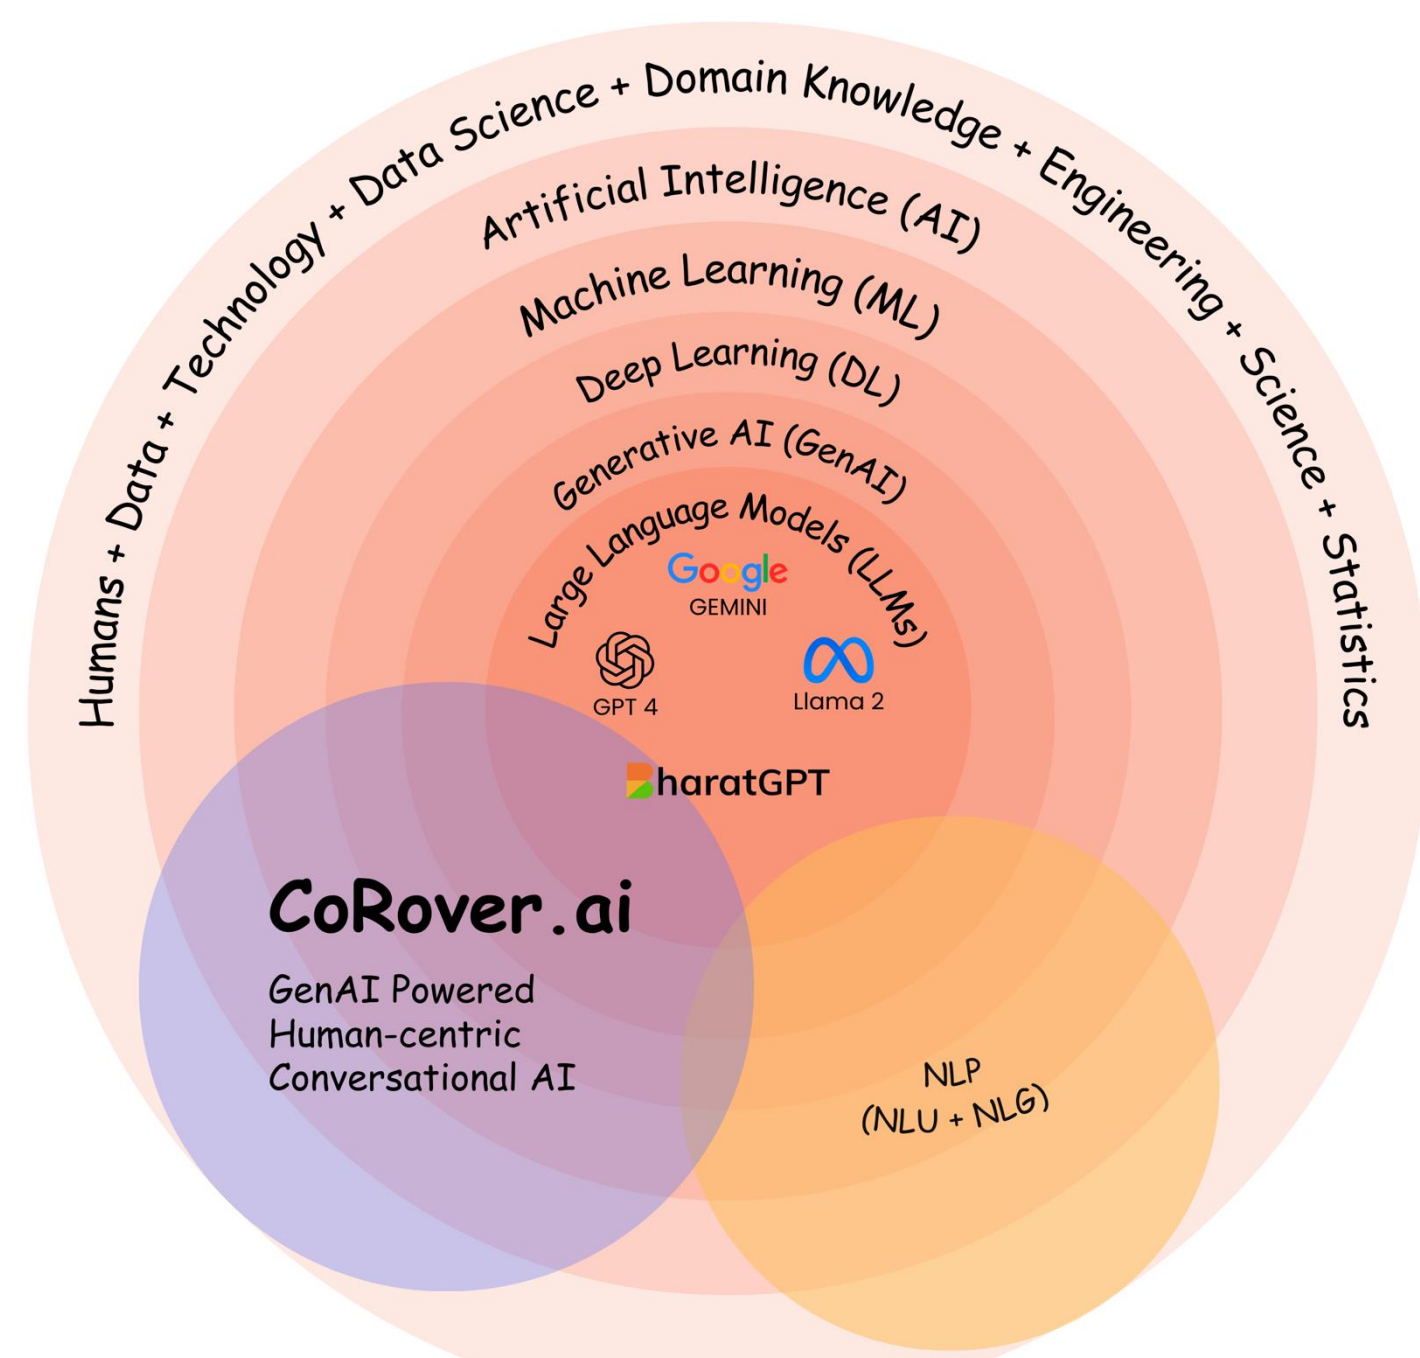 Humans + Data + Technology + Data Science + Domain Knowledge + Engineering + Science + Statistics
Artificial Intelligence (AI)
Machine Learning (ML)
Deep Learning (DL)
Generative AI (GenAI)
Large Language Models (LLMs)
Google
GEMINI
GPT 4
Llama 2
BharatGPT
CoRover.ai
GenAI Powered
Human-centric
Conversational AI
NLP
(NLU + NLG)